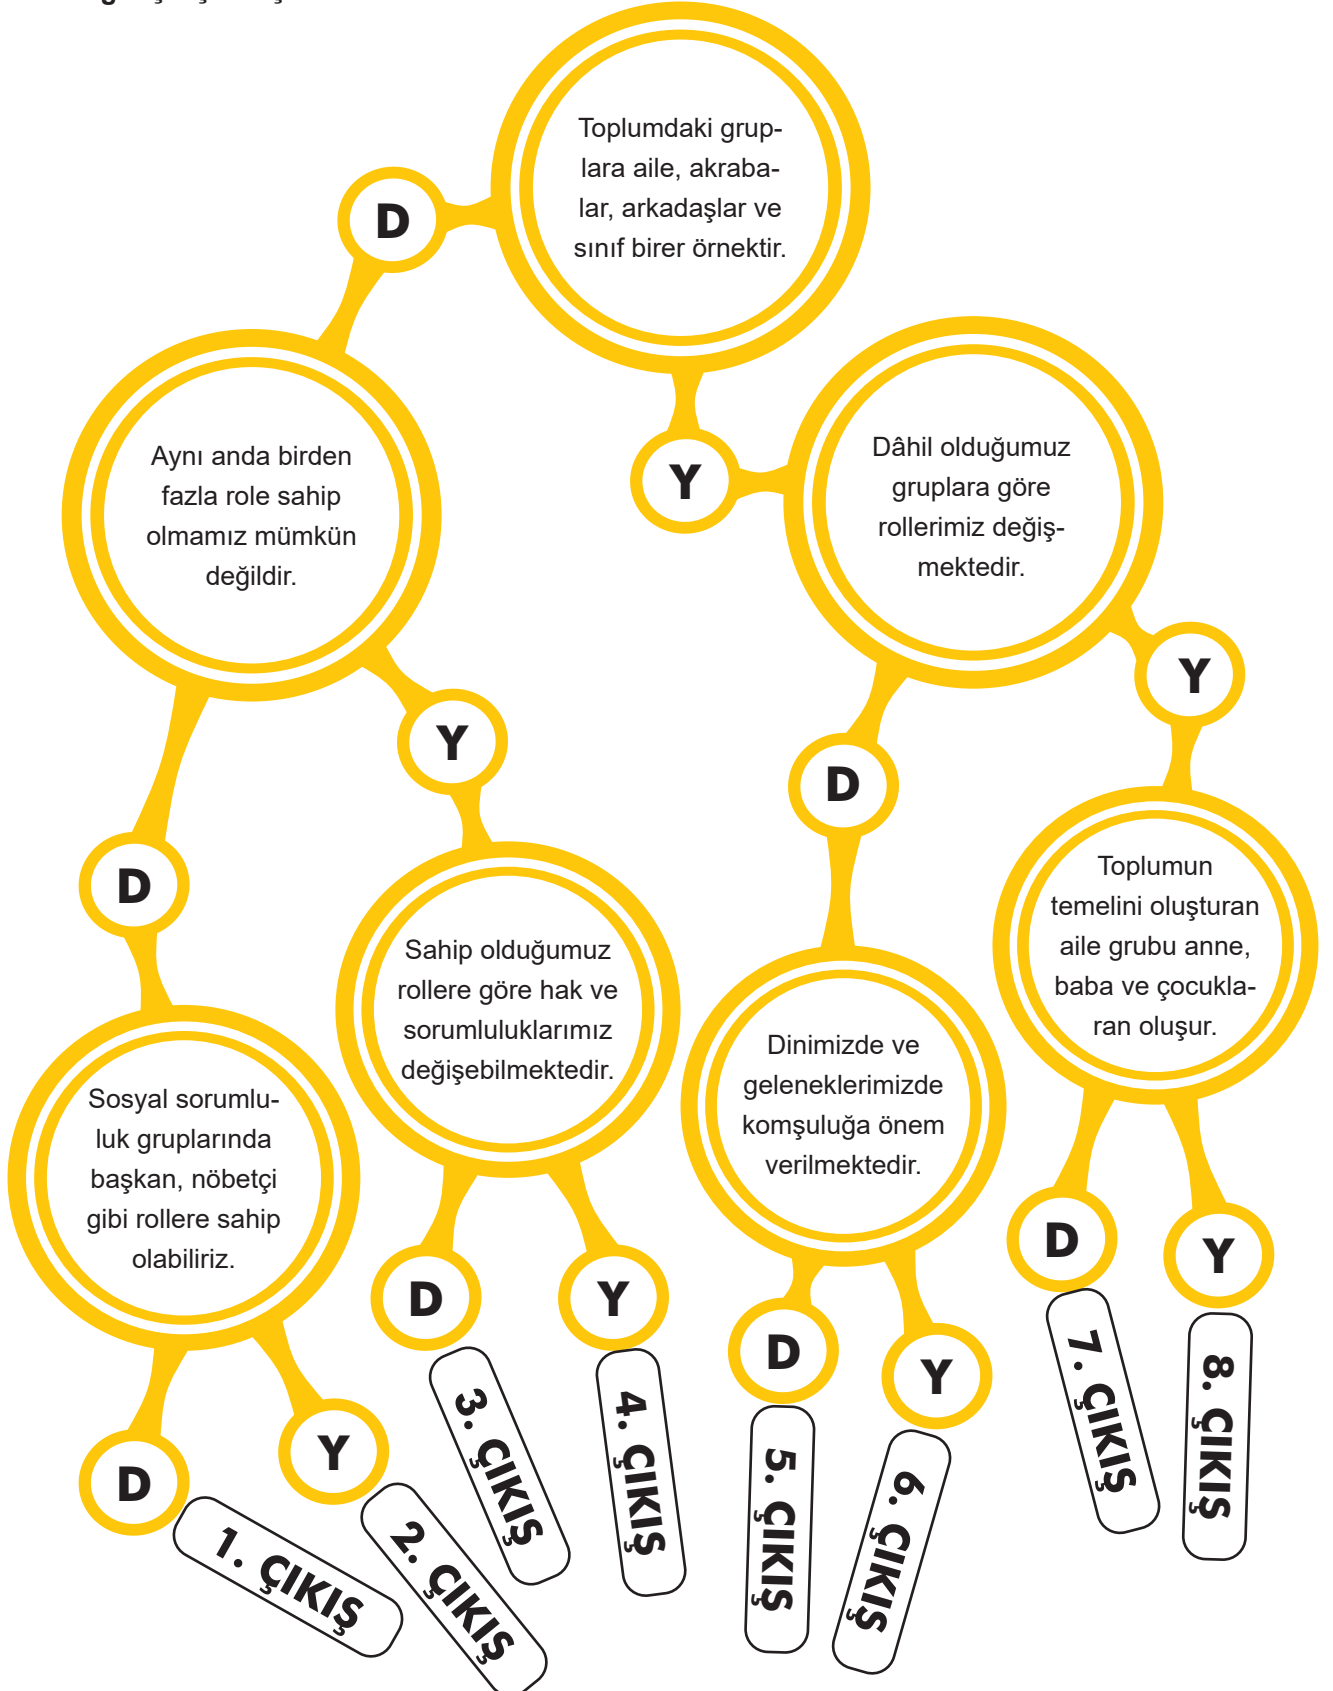 Toplumdaki grup-
lara aile, akraba-
lar, arkadaşlar ve
sınıf birer örnektir.
D
Y
Aynı anda birden
fazla role sahip
olmamız mümkün
değildir.
Dâhil olduğumuz
gruplara göre
rollerimiz değiş-
mektedir.
D
Y
D
Y
Sosyal sorumlu-
luk gruplarında
başkan, nöbetçi
gibi rollere sahip
olabiliriz.
Sahip olduğumuz
rollere göre hak ve
sorumluluklarımız
değişebilmektedir.
Dinimizde ve
geleneklerimizde
komşuluğa önem
verilmektedir.
Toplumun
temelini oluşturan
aile grubu anne,
baba ve çocukla-
ran oluşur.
D
Y
D
Y
D
Y
D
Y
1. ÇIKIŞ
2. ÇIKIŞ
3. ÇIKIŞ
4. ÇIKIŞ
5. ÇIKIŞ
6. ÇIKIŞ
7. ÇIKIŞ
8. ÇIKIŞ